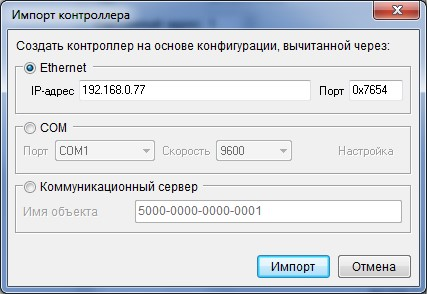 Импорт контроллера
Создать контроллер на основе конфигурации, вычитанной через:
Ethernet
IP-адрес 192.168.0.77 Порт 0x7654
COM
Порт COM1 Скорость 9600 Настройка
Коммуникационный сервер
Имя объекта 5000-0000-0000-0001
Импорт Отмена